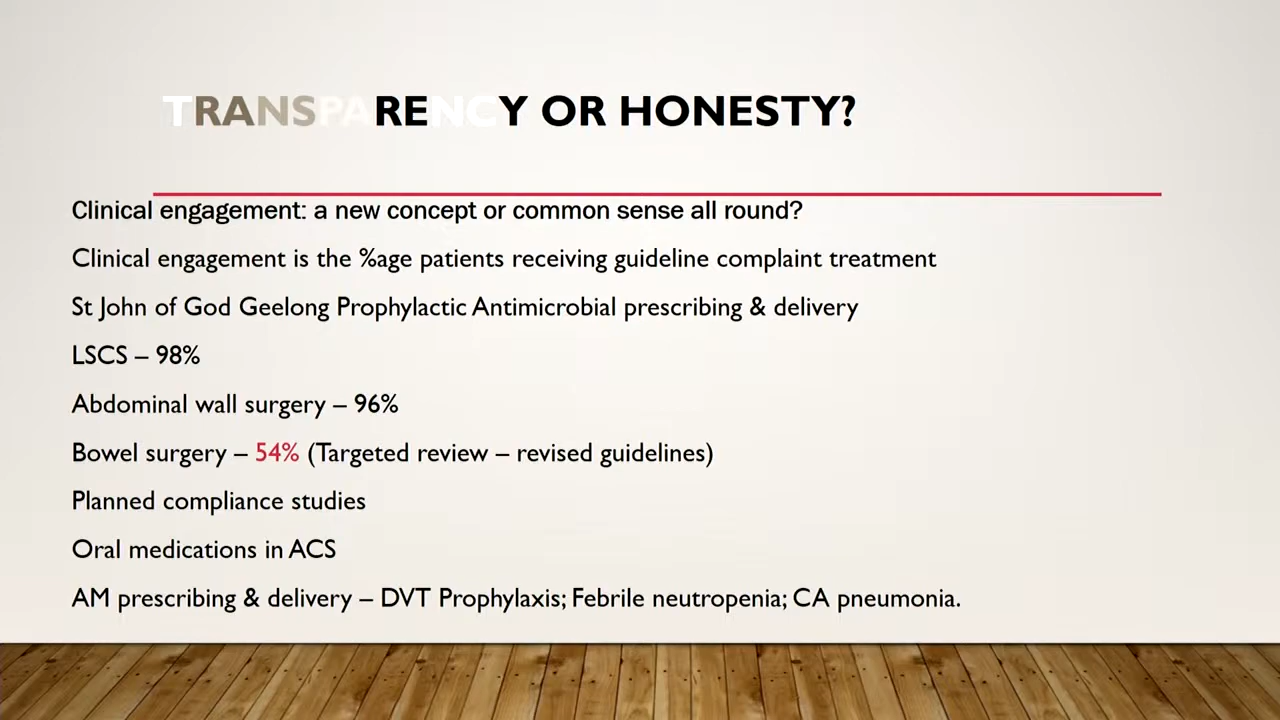 TRANSPARENCY OR HONESTY?
Clinical engagement: a new concept or common sense all round?
Clinical engagement is the %age patients receiving guideline complaint treatment
St John of God Geelong Prophylactic Antimicrobial prescribing & delivery
LSCS – 98%
Abdominal wall surgery – 96%
Bowel surgery – 54% (Targeted review – revised guidelines)
Planned compliance studies
Oral medications in ACS
AM prescribing & delivery – DVT Prophylaxis; Febrile neutropenia; CA pneumonia.